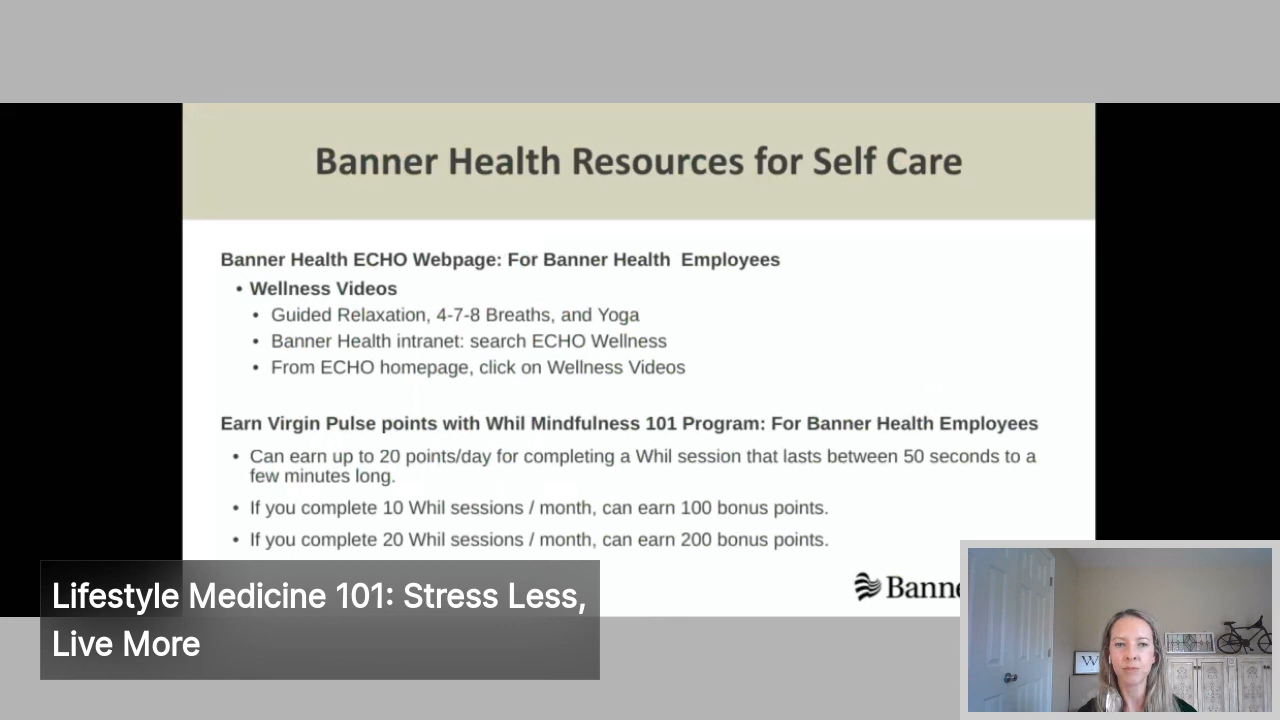 Banner Health Resources for Self Care
Banner Health ECHO Webpage: For Banner Health  Employees
• Wellness Videos
• Guided Relaxation, 4-7-8 Breaths, and Yoga
• Banner Health intranet: search ECHO Wellness
• From ECHO homepage, click on Wellness Videos
Earn Virgin Pulse points with Whil Mindfulness 101 Program: For Banner Health Employees
• Can earn up to 20 points/day for completing a Whil session that lasts between 50 seconds to a
few minutes long.
• If you complete 10 Whil sessions / month, can earn 100 bonus points.
• If you complete 20 Whil sessions / month, can earn 200 bonus points.
Lifestyle Medicine 101: Stress Less,
Live More
W